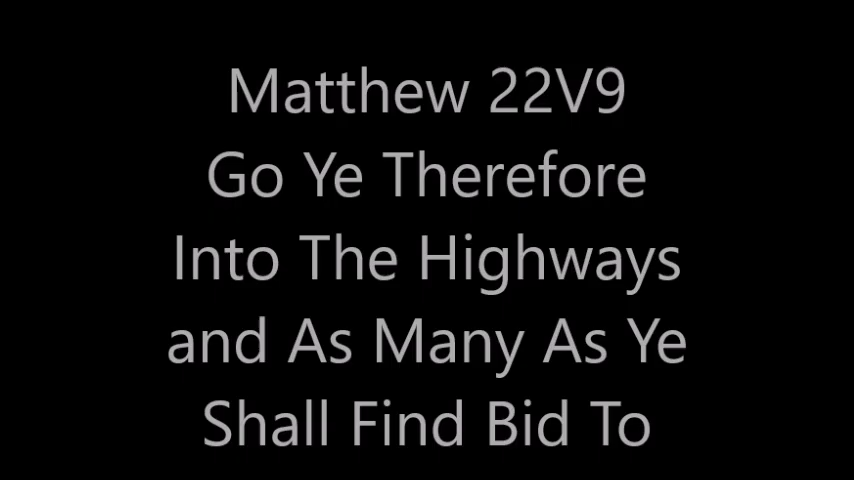 Matthew 22V9
Go Ye Therefore
Into The Highways
and As Many As Ye
Shall Find Bid To